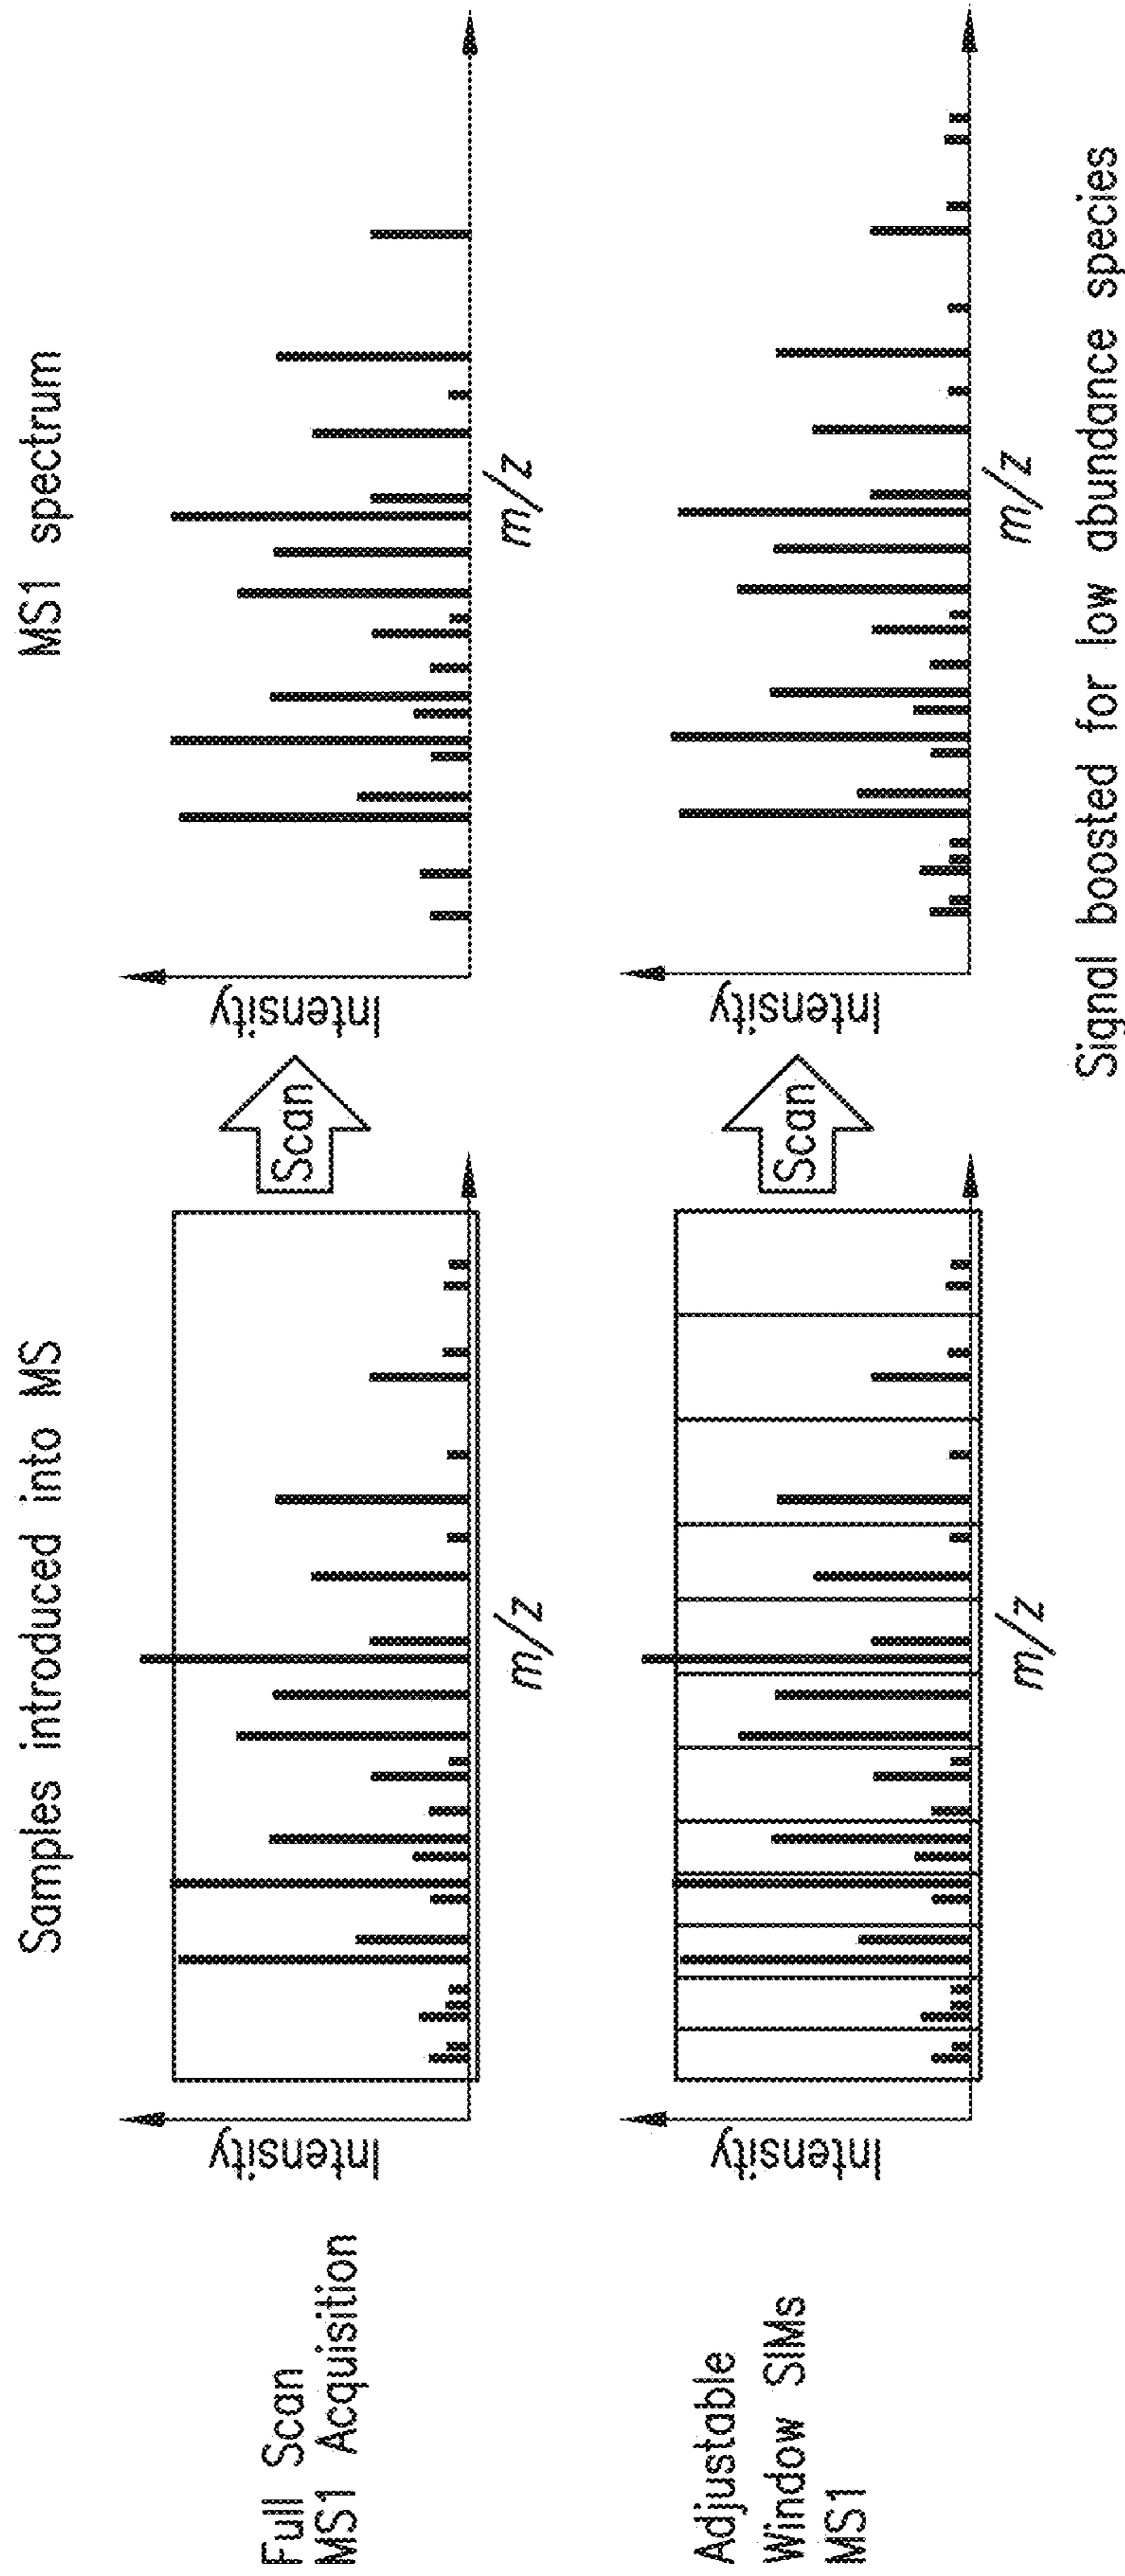 Samples introduced into MS
MS1 spectrum
Full Scan
MS1 Acquisition
Intensity
m/z
Scan
Intensity
m/z
Adjustable
Window SIMs
MS1
Intensity
m/z
Scan
Intensity
m/z
Signal boosted for low abundance species